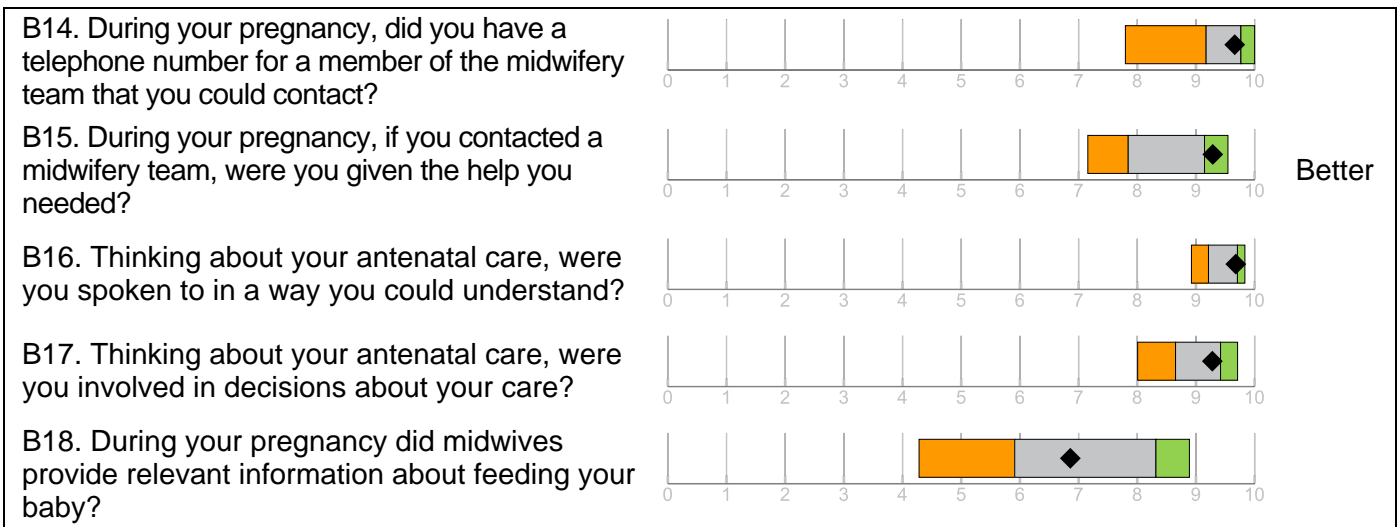 B14. During your pregnancy, did you have a
telephone number for a member of the midwifery
team that you could contact?
0 1 2 3 4 5 6 7 8 9 10
B15. During your pregnancy, if you contacted a
midwifery team, were you given the help you
needed?
0 1 2 3 4 5 6 7 8 9 10
Better
B16. Thinking about your antenatal care, were
you spoken to in a way you could understand?
0 1 2 3 4 5 6 7 8 9 10
B17. Thinking about your antenatal care, were
you involved in decisions about your care?
0 1 2 3 4 5 6 7 8 9 10
B18. During your pregnancy did midwives
provide relevant information about feeding your
baby?
0 1 2 3 4 5 6 7 8 9 10